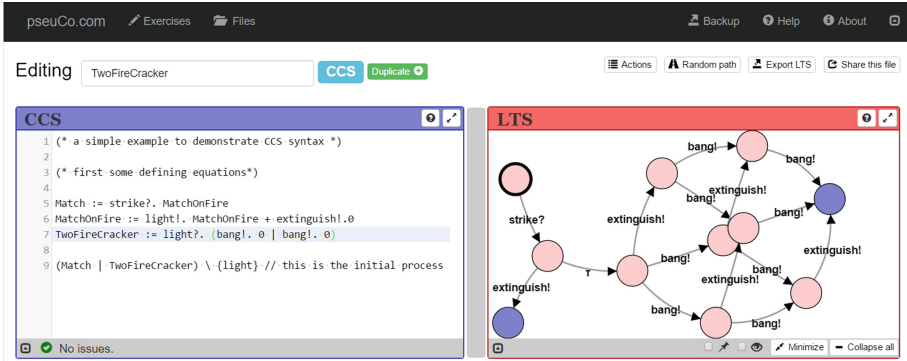 pseuCo.com Exercises Files Backup Help About
Editing TwoFireCracker CCS Duplicate Actions Random path Export LTS Share this file
CCS
1 (* a simple example to demonstrate CCS syntax *)
2
3 (* first some defining equations*)
4
5 Match := strike?. MatchOnFire
6 MatchOnFire := light!. MatchOnFire + extinguish!.0
7 TwoFireCracker := light?. (bang!. 0 | bang!. 0)
8
9 (Match | TwoFireCracker) \ {light} // this is the initial process
No issues.
LTS
bang!
bang!
extinguish!
bang!
strike?
extinguish!
bang!
extinguish!
bang!
τ
bang!
extinguish!
extinguish!
bang!
bang!
Minimize Collapse all